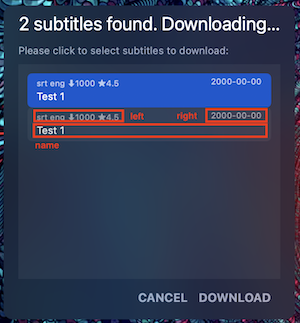 2 subtitles found. Downloading...
Please click to select subtitles to download:
srt eng ⬇1000 ★4.5 2000-00-00
Test 1
srt eng ⬇1000 ★4.5 left right 2000-00-00
Test 1
name
CANCEL DOWNLOAD